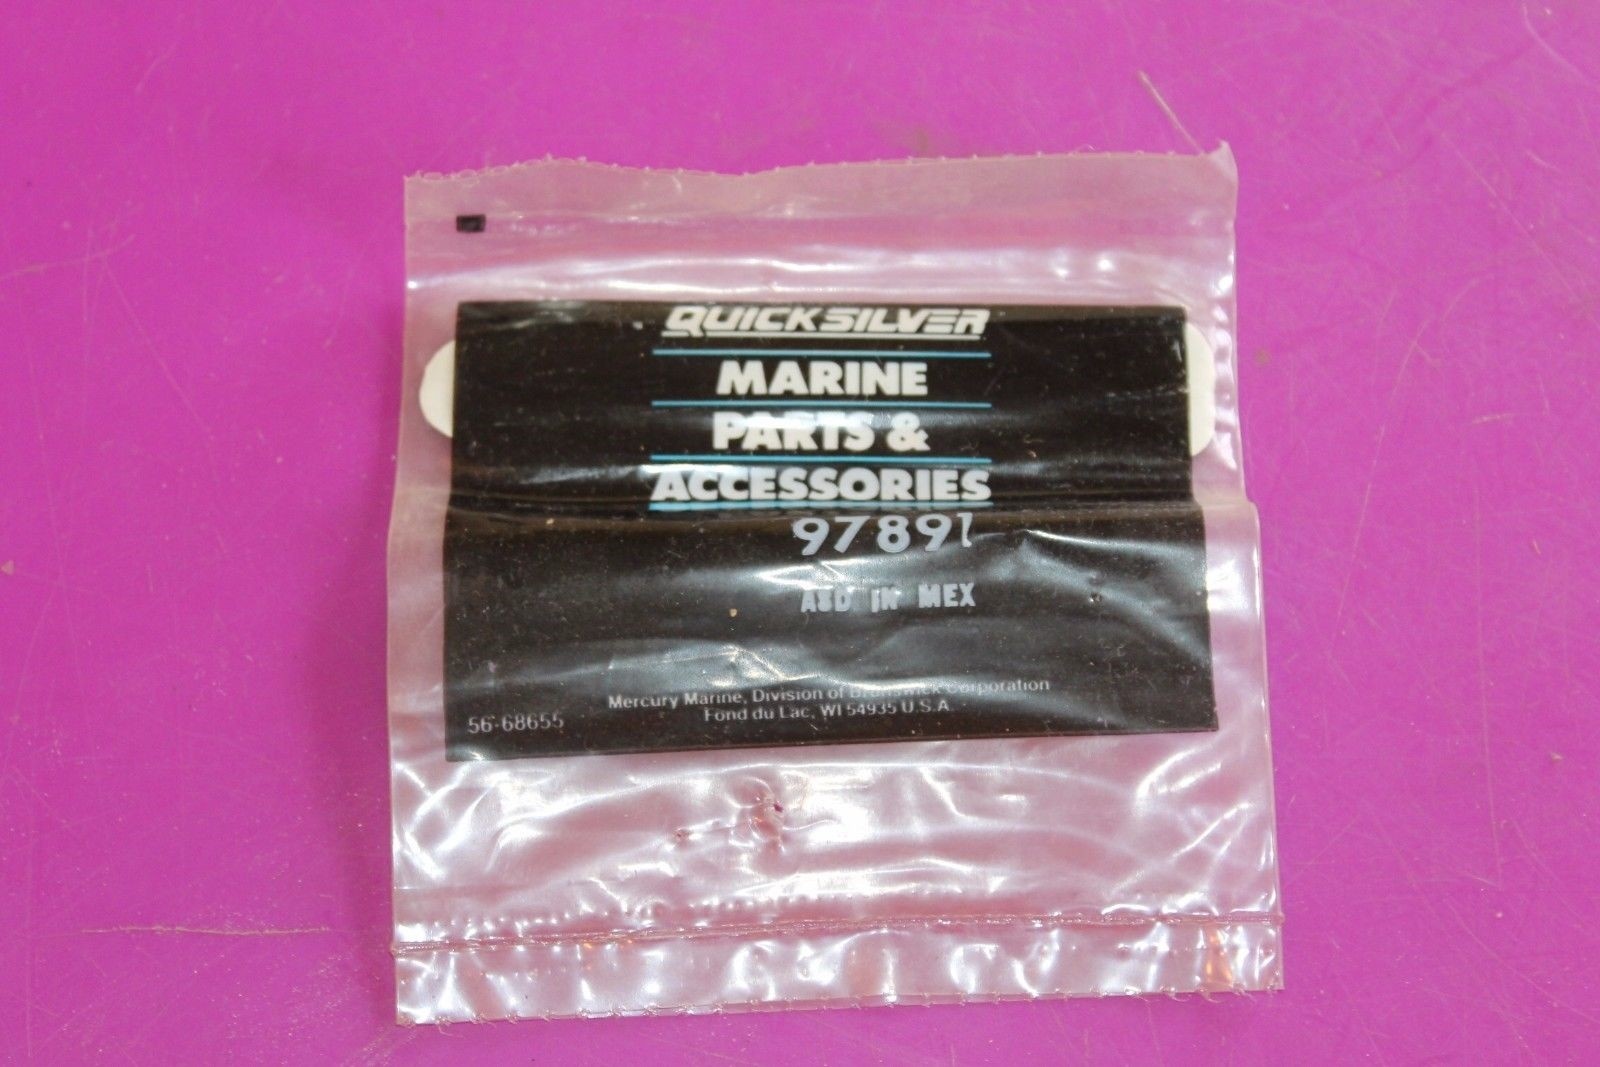 QUICKSILVER
MARINE
PARTS &
ACCESSORIES
97891
ASD IN MEX
Mercury Marine, Division of Brunswick Corporation
Fond du Lac, WI 54935 U.S.A.
56-68655